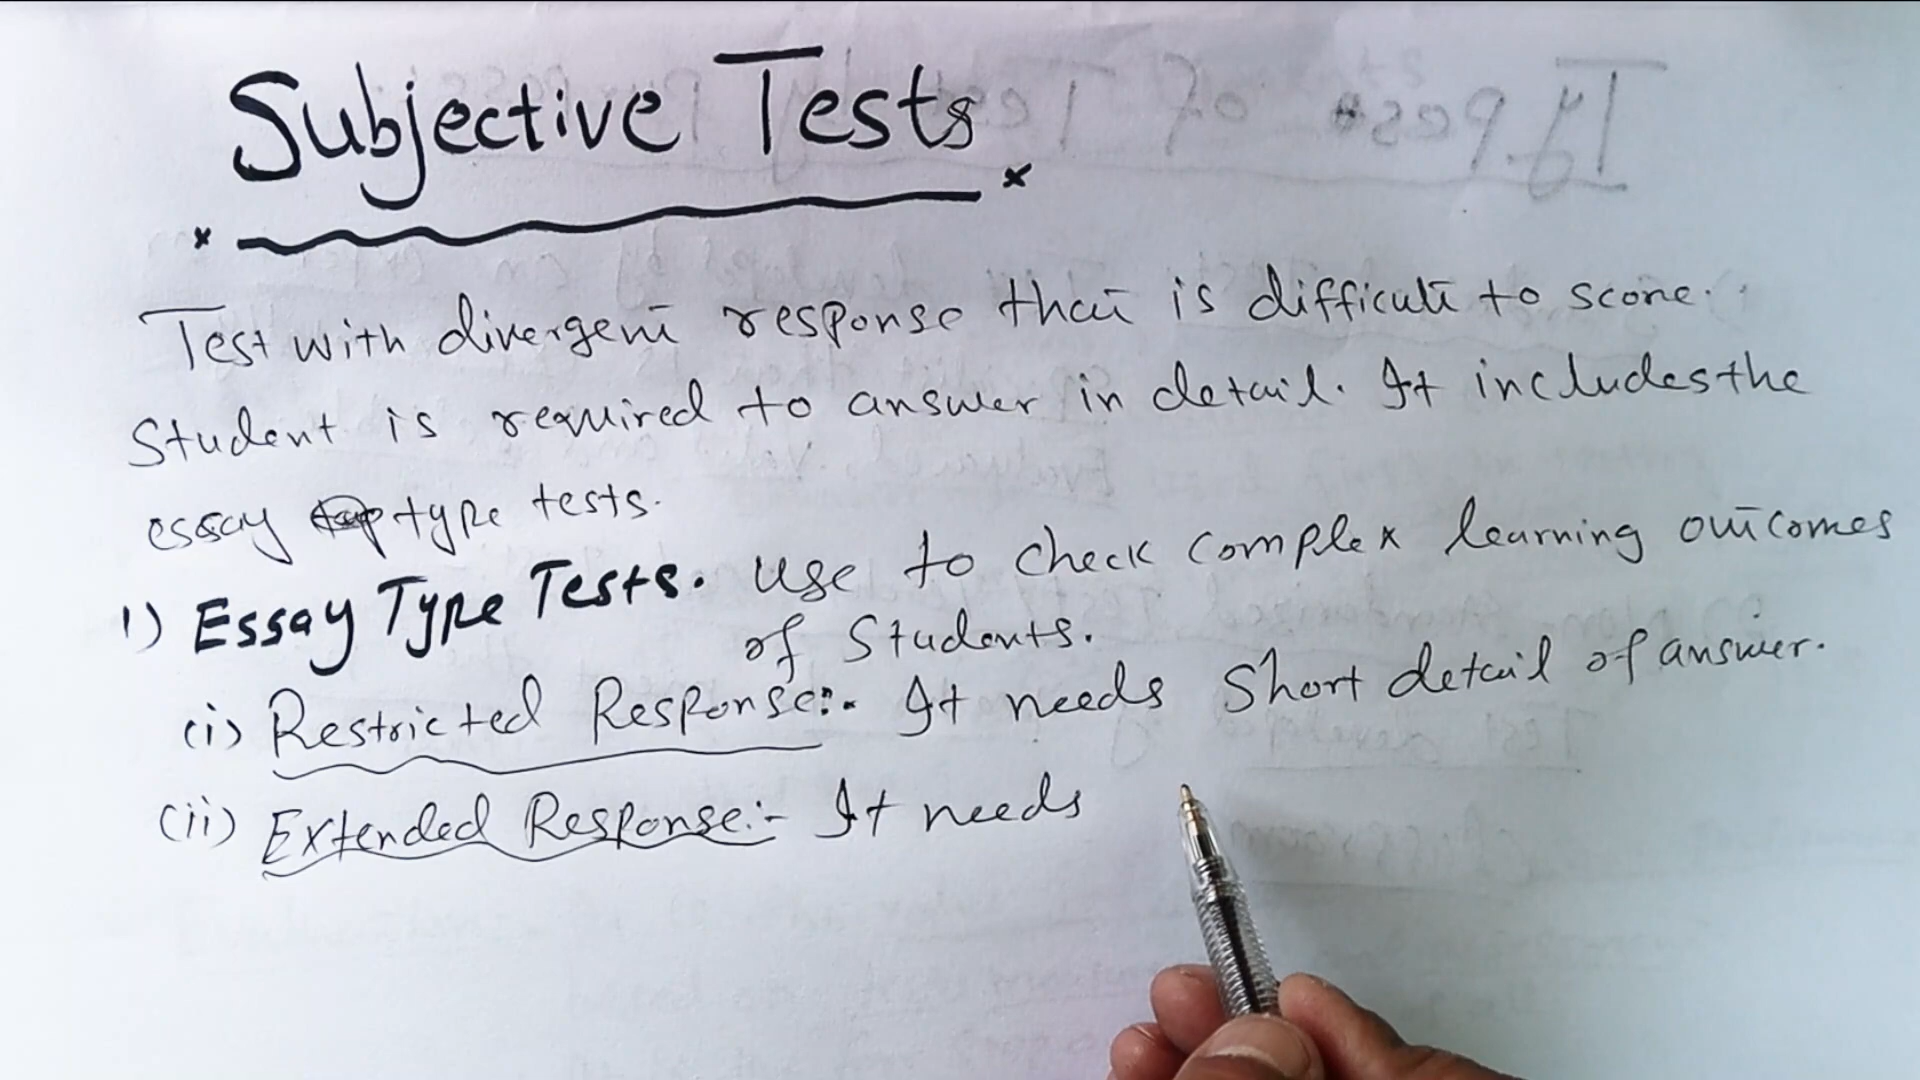 Subjective Tests
Test with divergent response that is difficult to score.
Student is required to answer in detail. It includes the
essay type tests.
1) Essay Type Tests. Use to check complex learning outcomes
of Students.
(i) Restricted Response:- It needs Short detail of answer.
(ii) Extended Response:- It needs